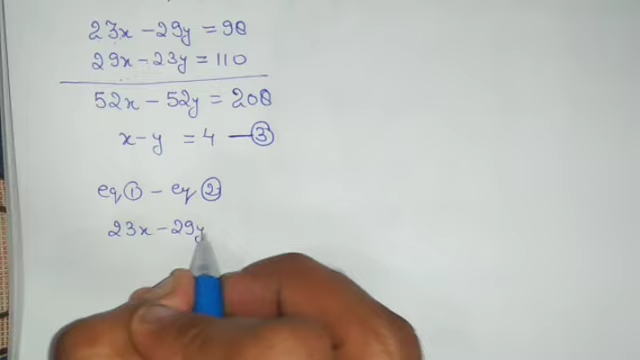 23x - 29y = 98
29x - 23y = 110
52x - 52y = 208
x - y = 4 — ③
eq ① - eq ②
23x - 29y